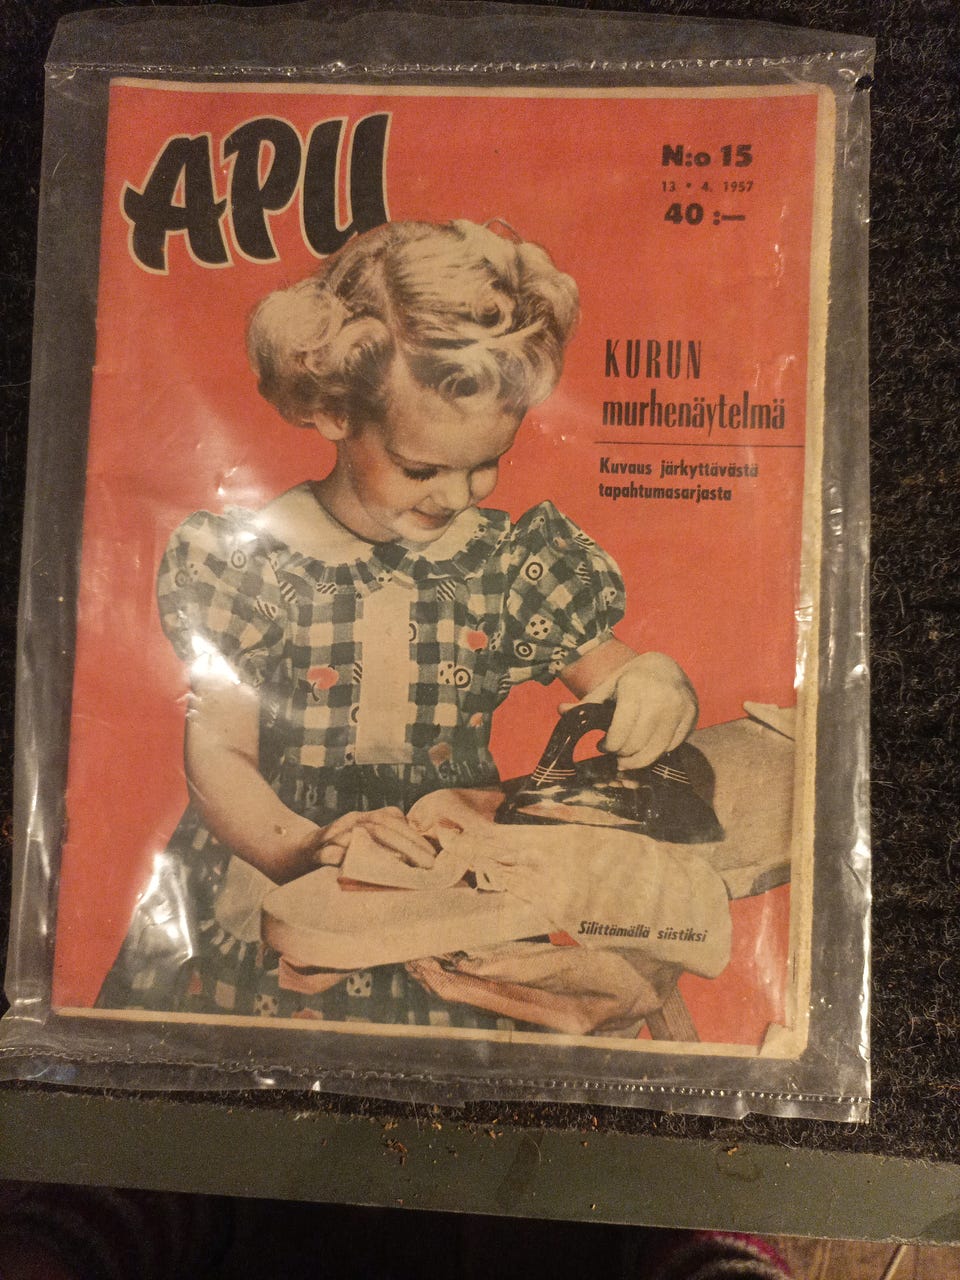 APU
N:o 15
13 • 4. 1957
40 :—
KURUN
murhenäytelmä
Kuvaus järkyttävästä
tapahtumasarjasta
Silittämällä siistiksi